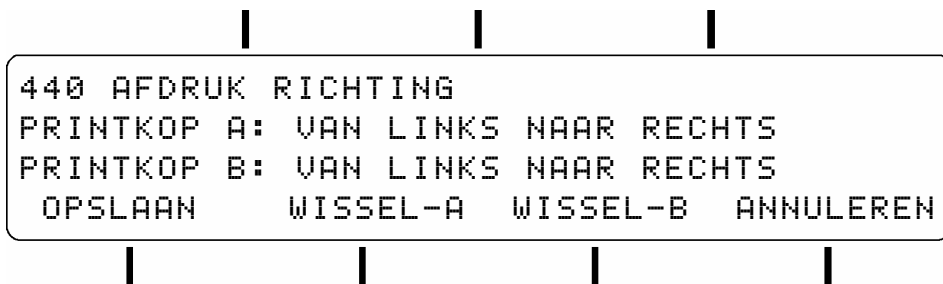 440 AFDRUK RICHTING
PRINTKOP A: VAN LINKS NAAR RECHTS
PRINTKOP B: VAN LINKS NAAR RECHTS
OPSLAAN WISSEL-A WISSEL-B ANNULEREN